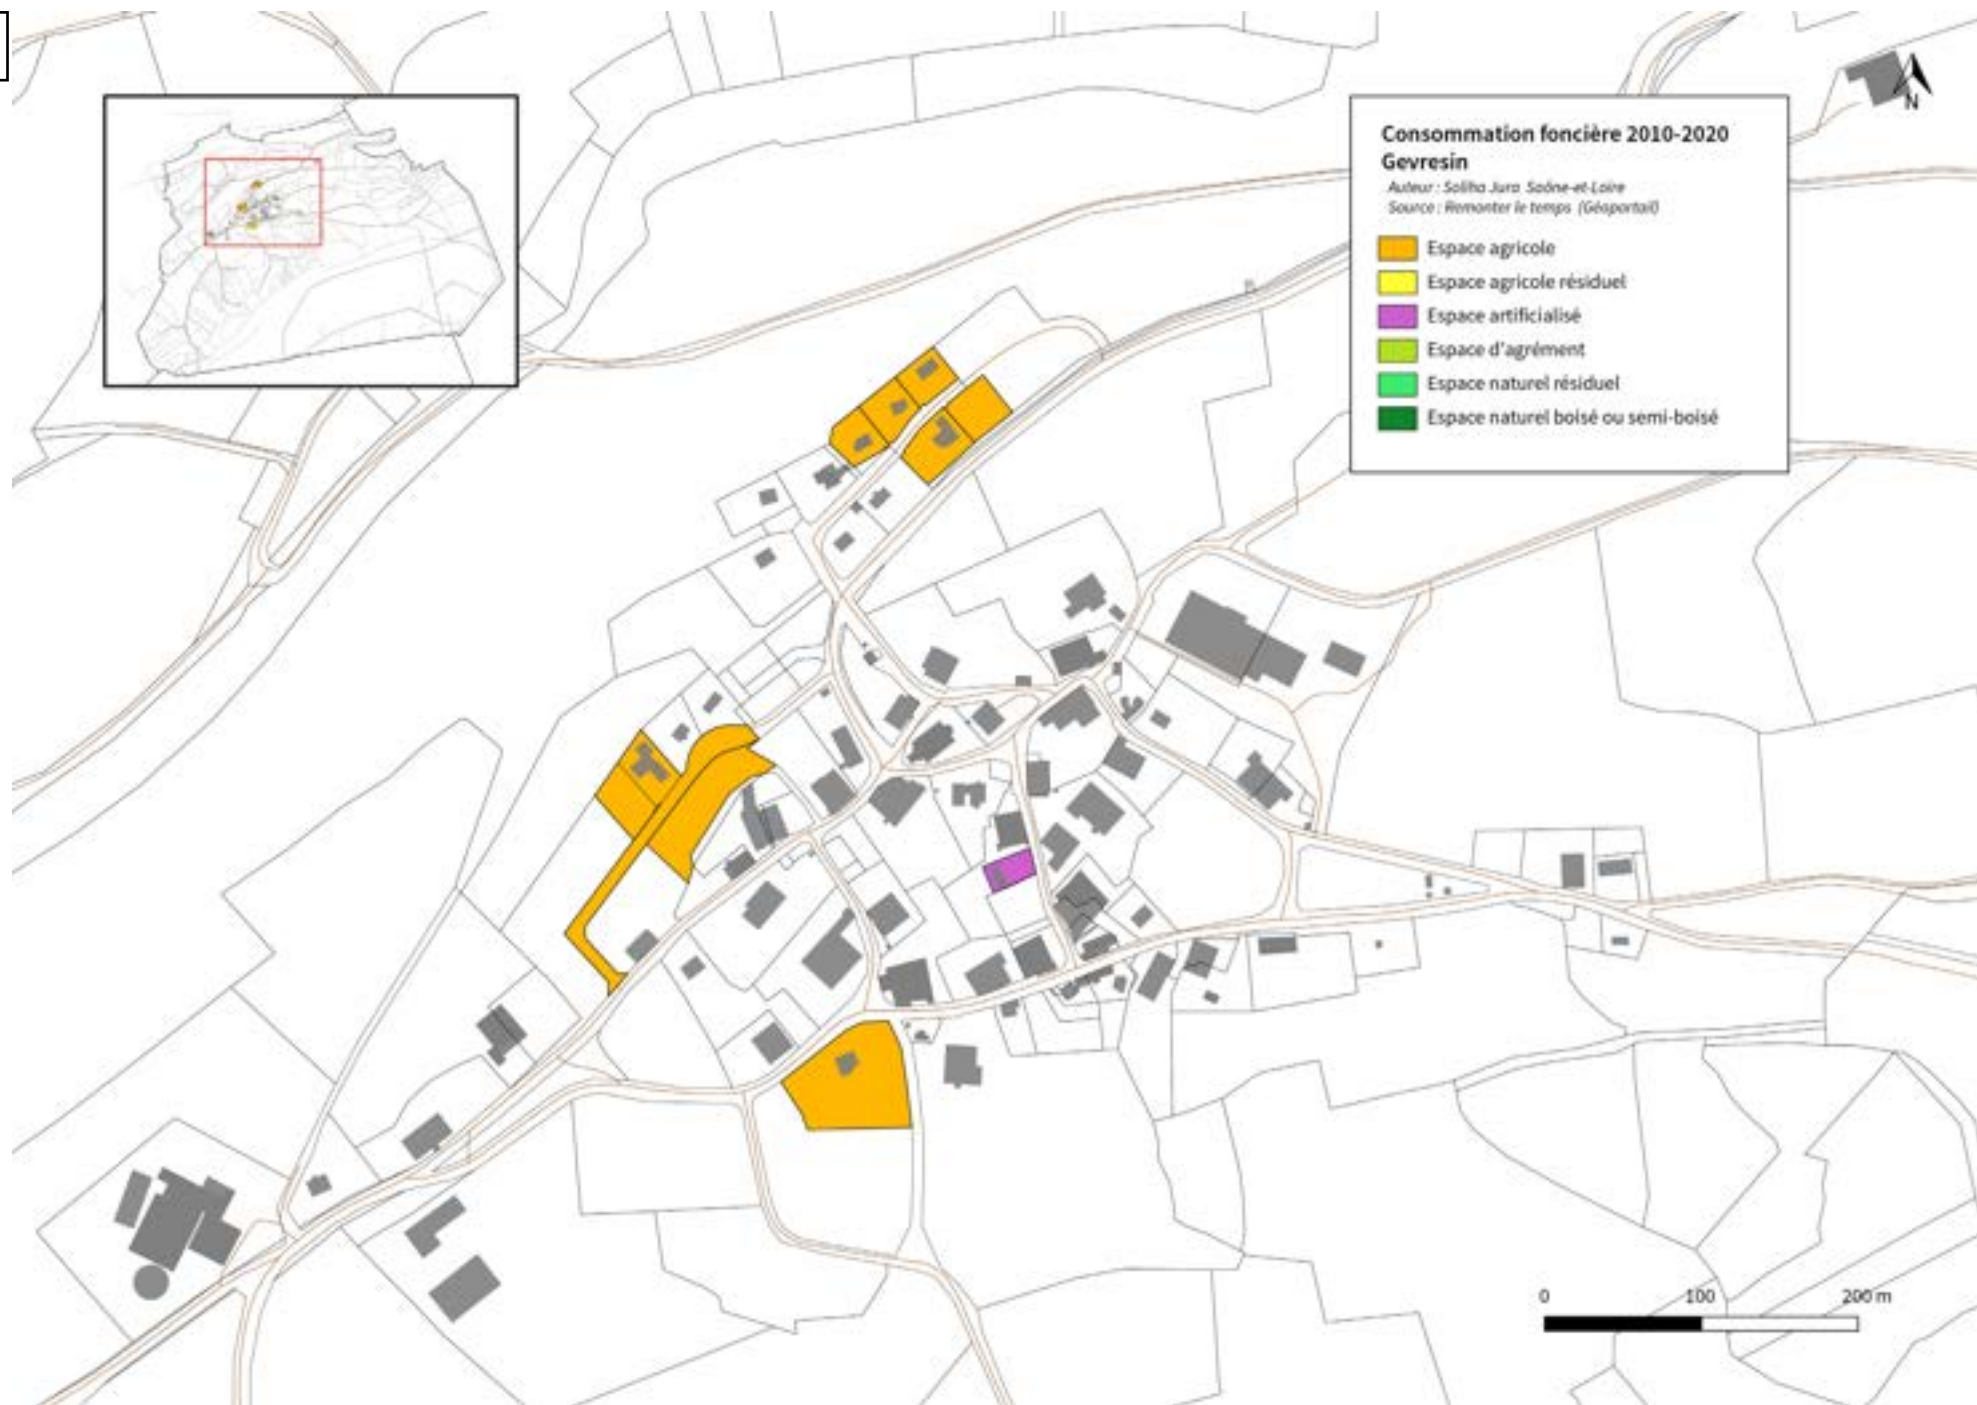 N
Consommation foncière 2010-2020
Gevresin
Auteur : Soliha Jura Saône-et-Loire
Source : Remonter le temps (Géoportail)
Espace agricole
Espace agricole résiduel
Espace artificialisé
Espace d'agrément
Espace naturel résiduel
Espace naturel boisé ou semi-boisé
0 100 200 m